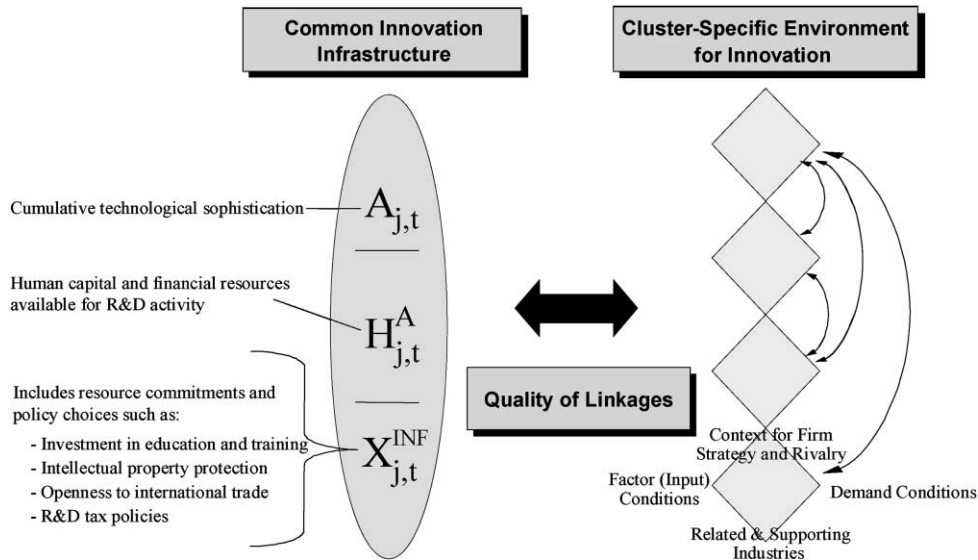 Common Innovation
Infrastructure
Cluster-Specific Environment
for Innovation
Cumulative technological sophistication
A j,t
Human capital and financial resources
available for R&D activity
H A j,t
Includes resource commitments and
policy choices such as:
- Investment in education and training
- Intellectual property protection
- Openness to international trade
- R&D tax policies
X INF j,t
Quality of Linkages
Context for Firm
Strategy and Rivalry
Factor (Input)
Conditions
Demand Conditions
Related & Supporting
Industries